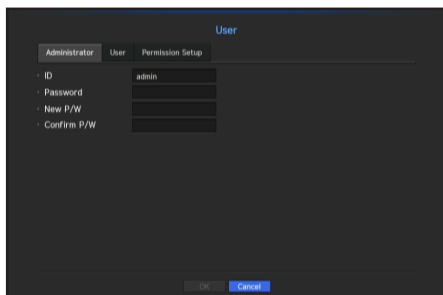 User
Administrator User Permission Setup
ID admin
Password
New P/W
Confirm P/W
OK Cancel